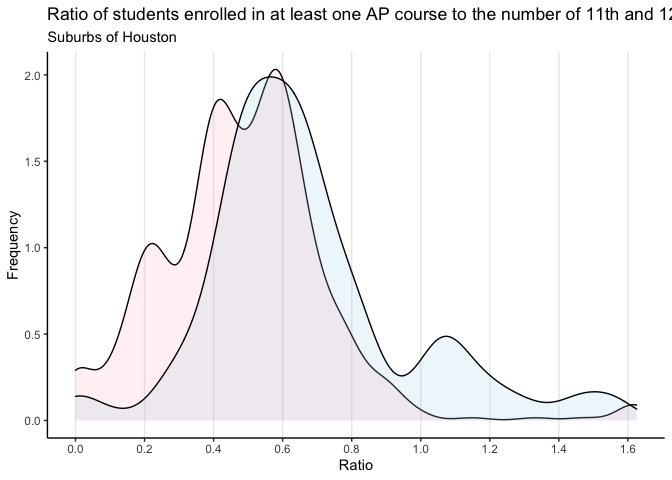 Ratio of students enrolled in at least one AP course to the number of 11th and
Suburbs of Houston
2.0
1.5
1.0
0.5
0.0
Frequency
0.0 0.2 0.4 0.6 0.8 1.0 1.2 1.4 1.6
Ratio